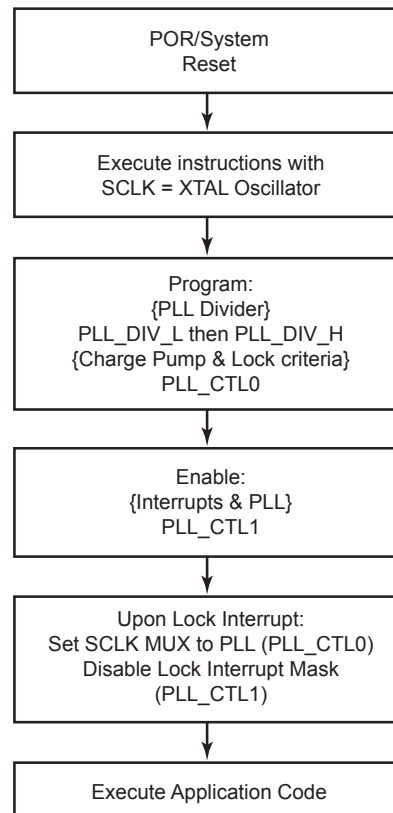 POR/System
Reset
Execute instructions with
SCLK = XTAL Oscillator
Program:
{PLL Divider}
PLL_DIV_L then PLL_DIV_H
{Charge Pump & Lock criteria}
PLL_CTL0
Enable:
{Interrupts & PLL}
PLL_CTL1
Upon Lock Interrupt:
Set SCLK MUX to PLL (PLL_CTL0)
Disable Lock Interrupt Mask
(PLL_CTL1)
Execute Application Code